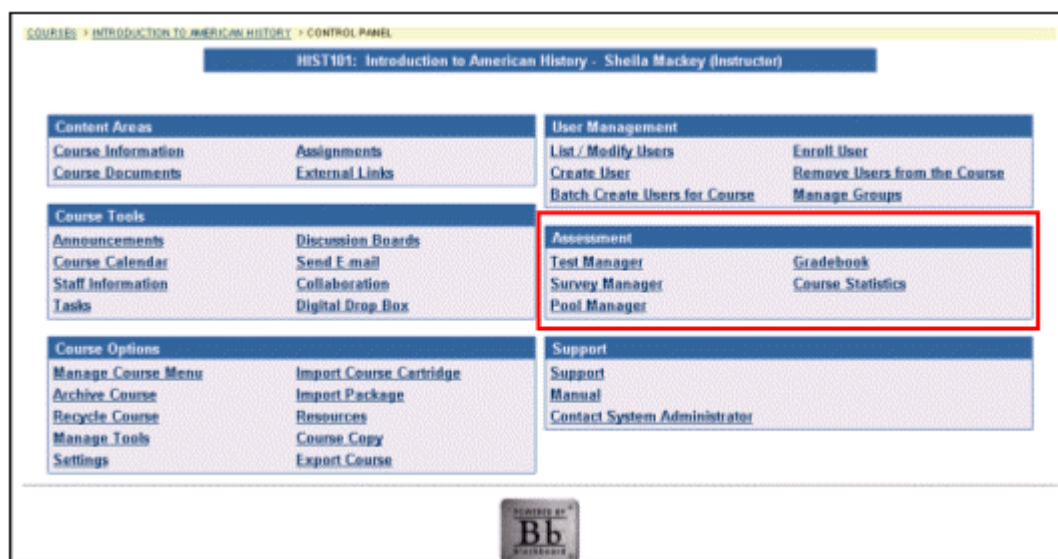 COURSES > INTRODUCTION TO AMERICAN HISTORY > CONTROL PANEL
HIST101: Introduction to American History - Sheila Mackey (Instructor)
Content Areas
Course Information Assignments
Course Documents External Links
Course Tools
Announcements Discussion Boards
Course Calendar Send E-mail
Staff Information Collaboration
Tasks Digital Drop Box
Course Options
Manage Course Menu Import Course Cartridge
Archive Course Import Package
Recycle Course Resources
Manage Tools Course Copy
Settings Export Course
User Management
List / Modify Users Enroll User
Create User Remove Users from the Course
Batch Create Users for Course Manage Groups
Assessment
Test Manager Gradebook
Survey Manager Course Statistics
Pool Manager
Support
Support
Manual
Contact System Administrator
POWERED BY
Bb
Blackboard